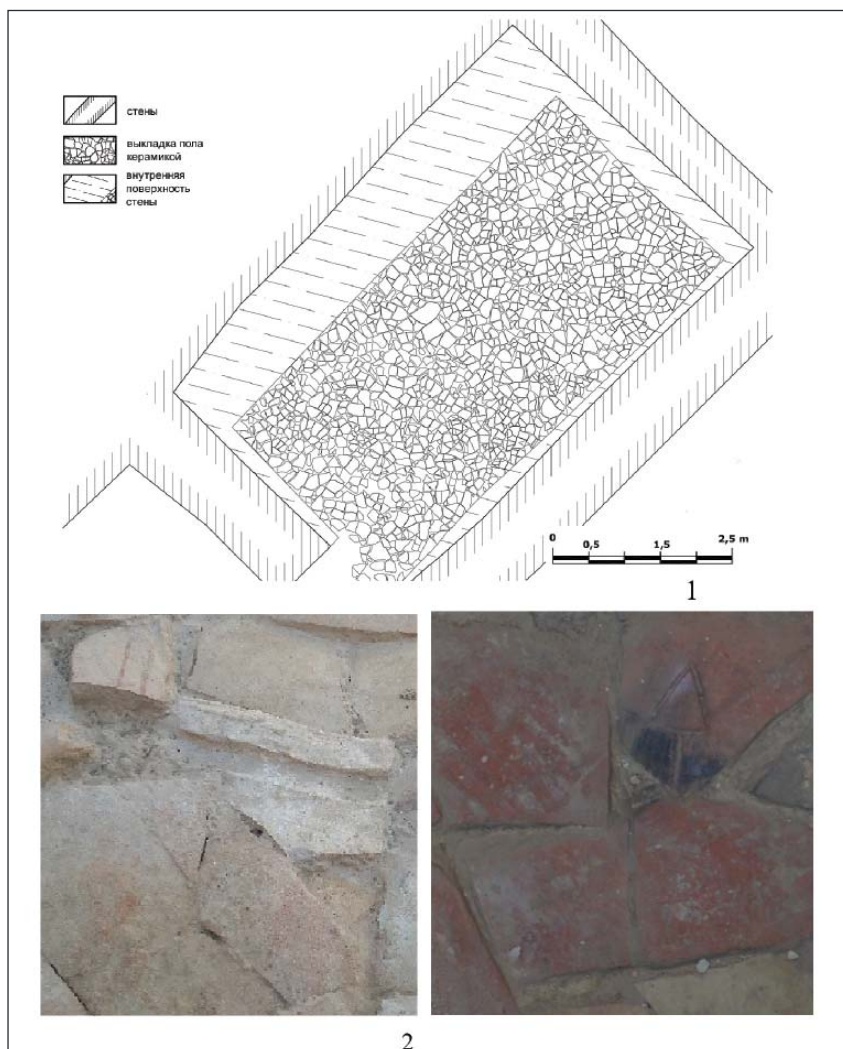 стены
выкладка пола
керамикой
внутренняя
поверхность
стены
0 0,5 1,5 2,5 m
1
2